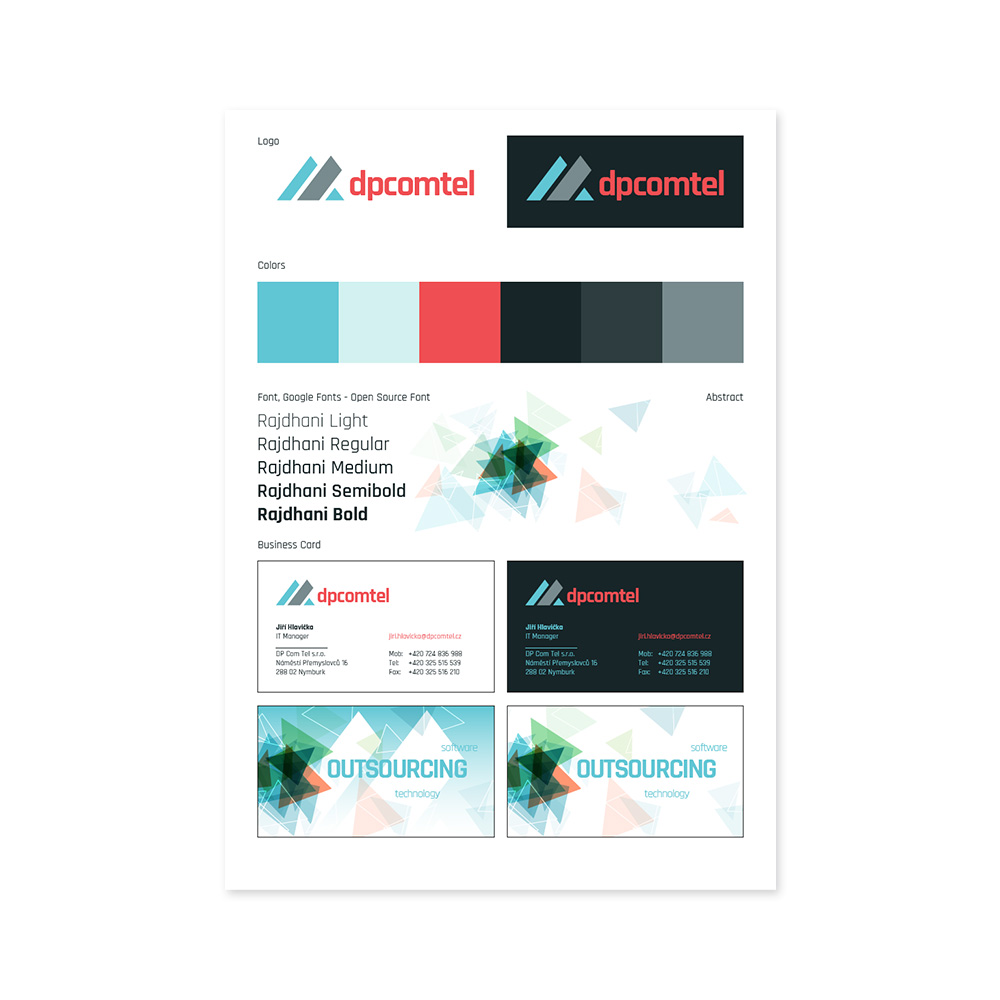 Logo
dpcomtel
dpcomtel
Colors
Font, Google Fonts - Open Source Font
Abstract
Rajdhani Light
Rajdhani Regular
Rajdhani Medium
Rajdhani Semibold
Rajdhani Bold
Business Card
dpcomtel
Jiří Hlavička
IT Manager
jiri.hlavicka@dpcomtel.cz
DP Com Tel s.r.o.
Náměstí Přemyslovců 16
288 02 Nymburk
Mob: +420 724 836 988
Tel: +420 325 515 539
Fax: +420 325 516 210
dpcomtel
Jiří Hlavička
IT Manager
jiri.hlavicka@dpcomtel.cz
DP Com Tel s.r.o.
Náměstí Přemyslovců 16
288 02 Nymburk
Mob: +420 724 836 988
Tel: +420 325 515 539
Fax: +420 325 516 210
software
OUTSOURCING
technology
software
OUTSOURCING
technology